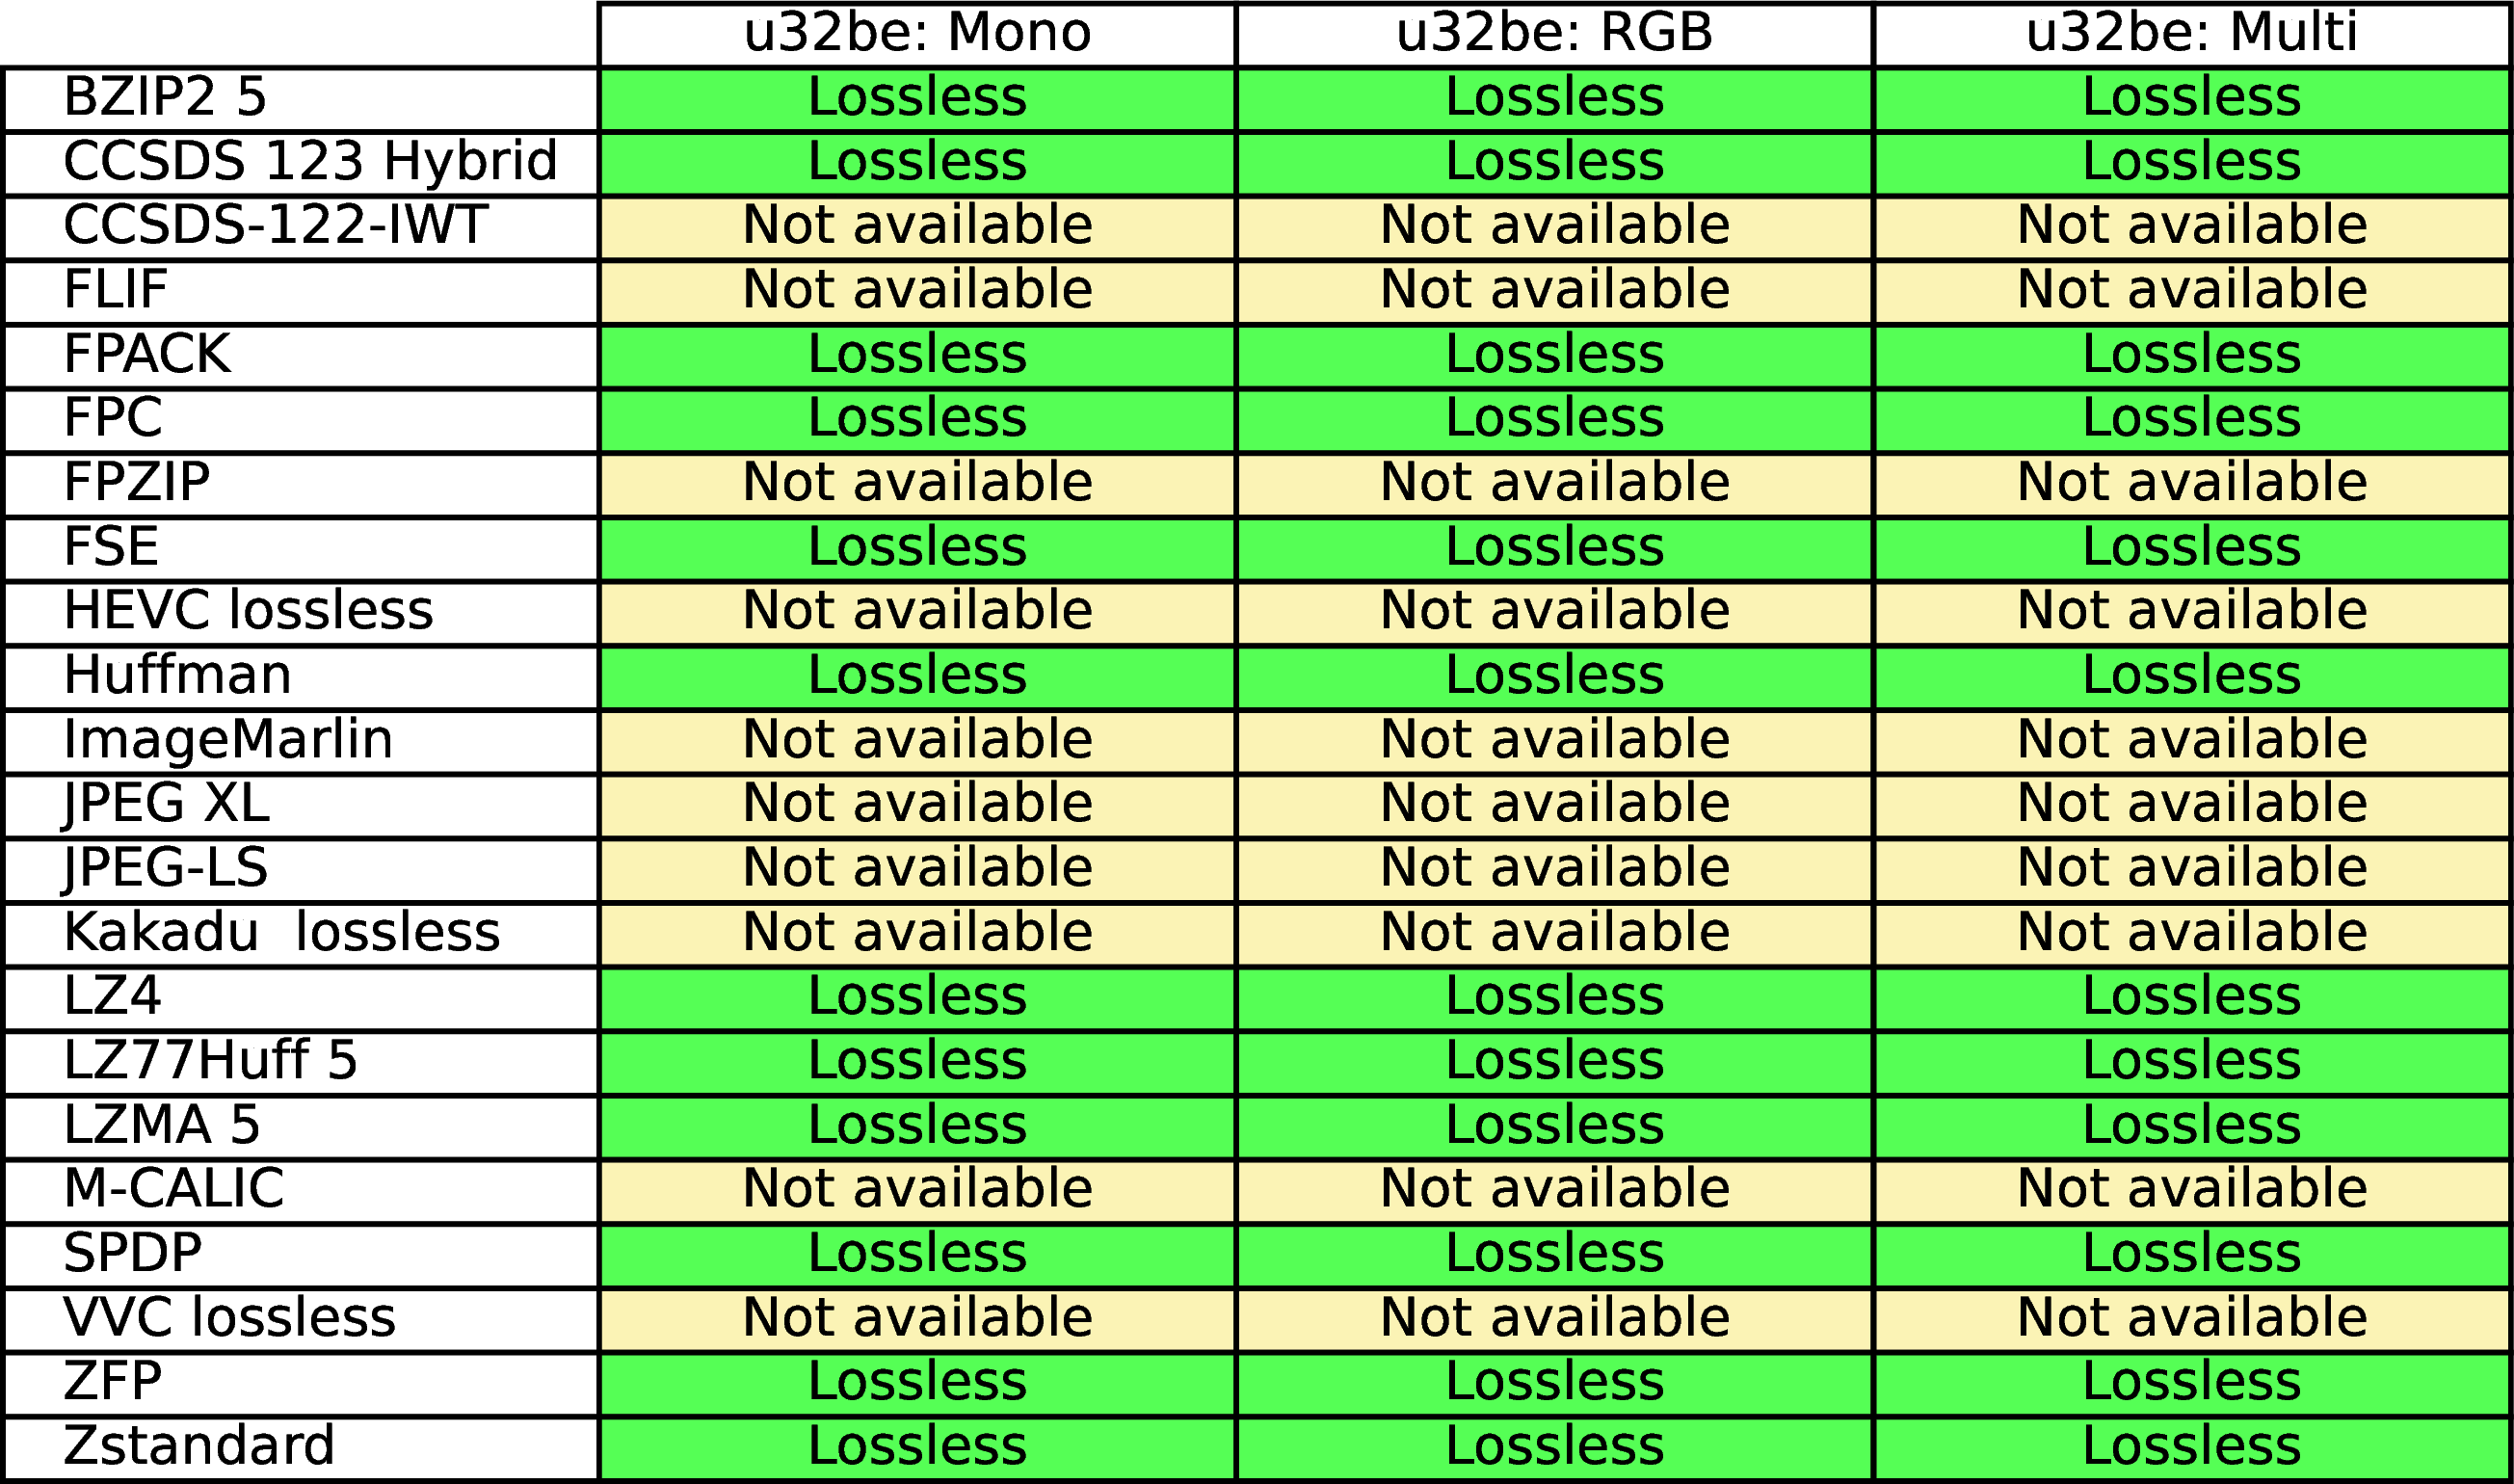 u32be: Mono u32be: RGB u32be: Multi
BZIP2 5 Lossless Lossless Lossless
CCSDS 123 Hybrid Lossless Lossless Lossless
CCSDS-122-IWT Not available Not available Not available
FLIF Not available Not available Not available
FPACK Lossless Lossless Lossless
FPC Lossless Lossless Lossless
FPZIP Not available Not available Not available
FSE Lossless Lossless Lossless
HEVC lossless Not available Not available Not available
Huffman Lossless Lossless Lossless
ImageMarlin Not available Not available Not available
JPEG XL Not available Not available Not available
JPEG-LS Not available Not available Not available
Kakadu  lossless Not available Not available Not available
LZ4 Lossless Lossless Lossless
LZ77Huff 5 Lossless Lossless Lossless
LZMA 5 Lossless Lossless Lossless
M-CALIC Not available Not available Not available
SPDP Lossless Lossless Lossless
VVC lossless Not available Not available Not available
ZFP Lossless Lossless Lossless
Zstandard Lossless Lossless Lossless